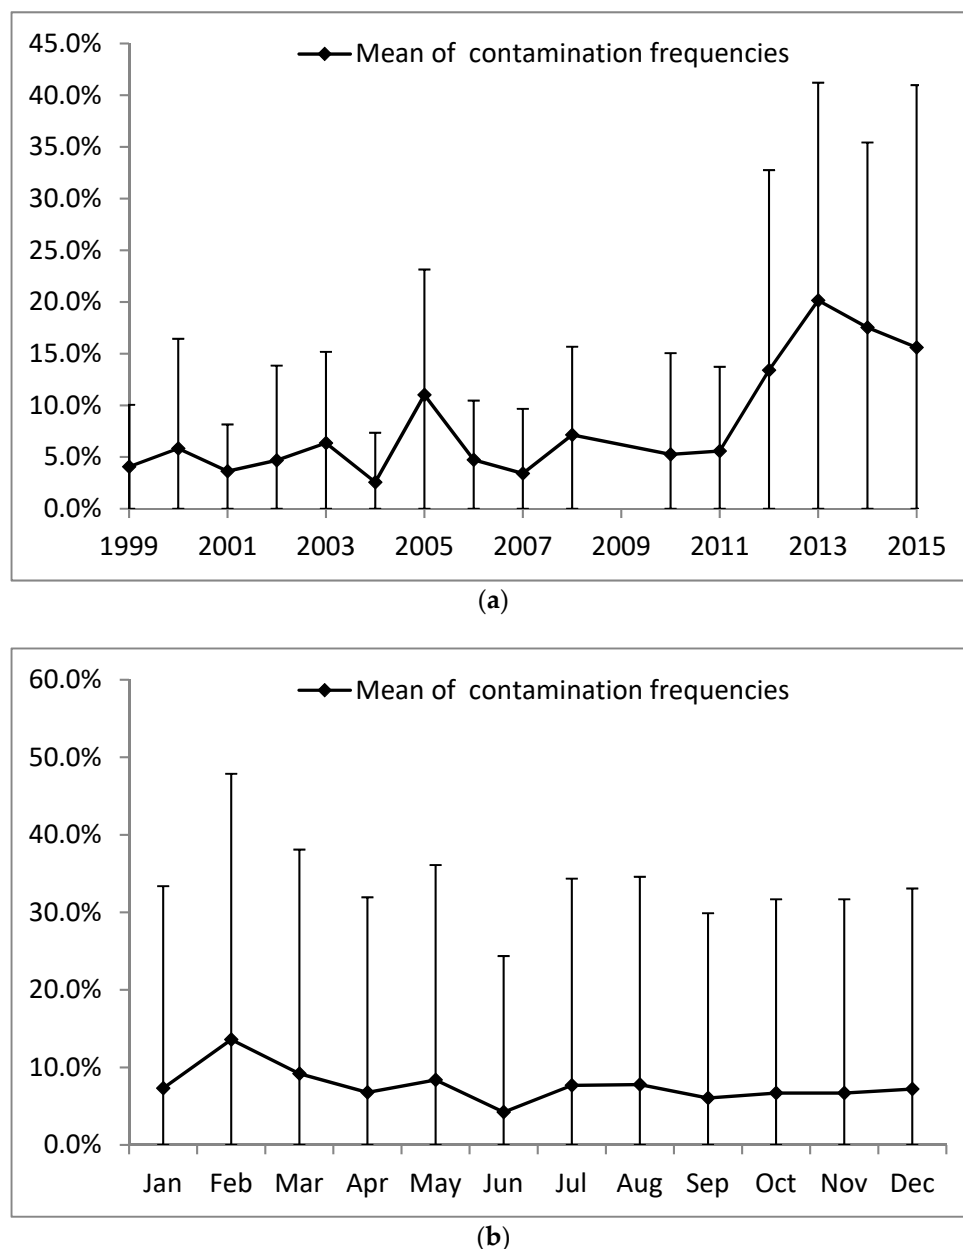 45.0%
Mean of contamination frequencies
40.0%
35.0%
30.0%
25.0%
20.0%
15.0%
10.0%
5.0%
0.0%
1999 2001 2003 2005 2007 2009 2011 2013 2015
(a)
60.0%
Mean of contamination frequencies
50.0%
40.0%
30.0%
20.0%
10.0%
0.0%
Jan Feb Mar Apr May Jun Jul Aug Sep Oct Nov Dec
(b)